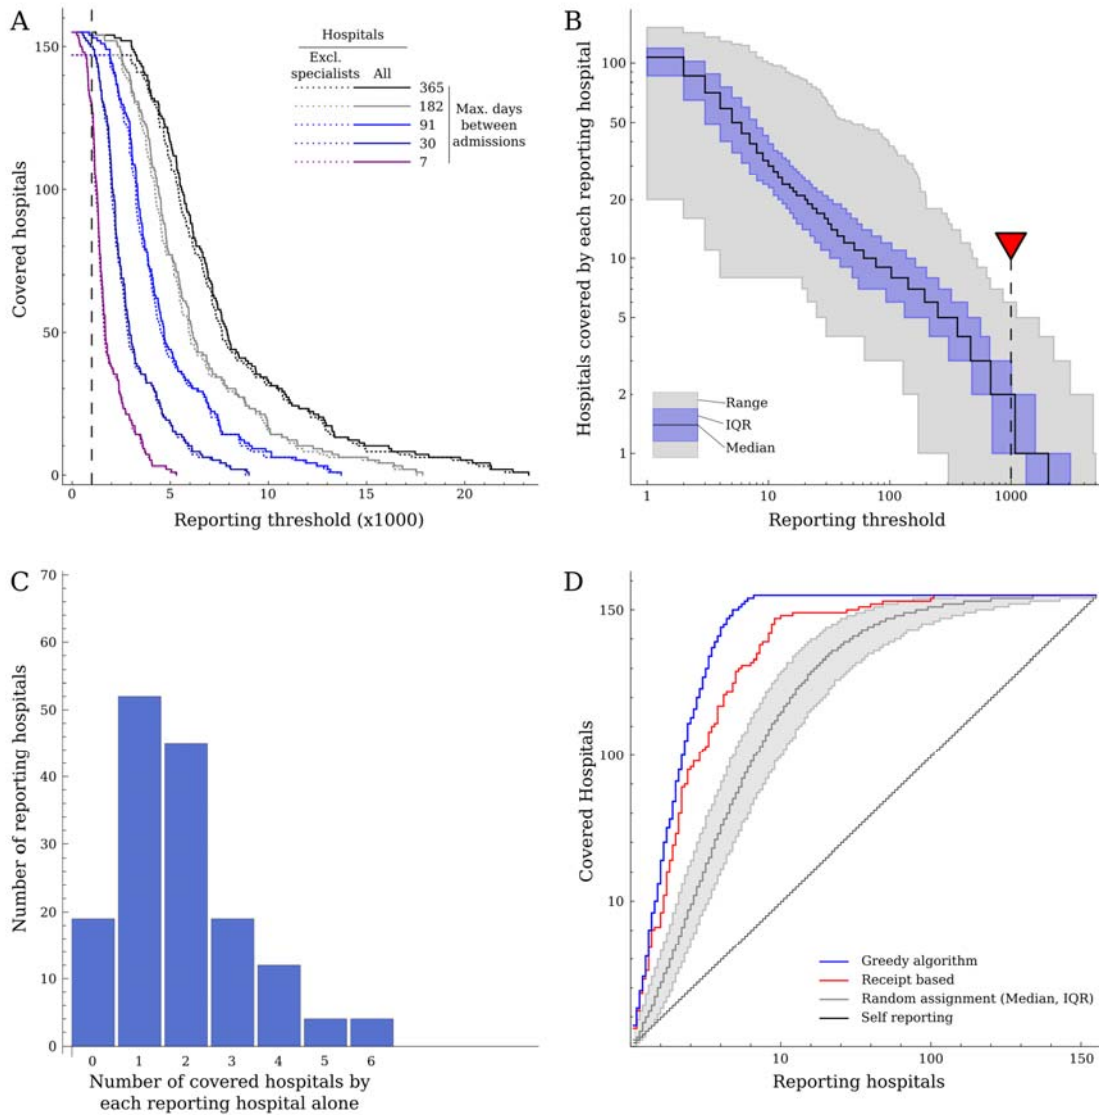 A
150
100
50
0
Covered hospitals
0
5
10
15
20
Reporting threshold (x1000)
Hospitals
Excl. specialists
All
365
182
91
30
7
Max. days
between
admissions
B
100
50
20
10
5
2
1
Hospitals covered by each reporting hospital
Range
IQR
Median
1
10
100
1000
Reporting threshold
C
70
60
50
40
30
20
10
0
Number of reporting hospitals
0
1
2
3
4
5
6
Number of covered hospitals by
each reporting hospital alone
D
150
100
10
Covered Hospitals
Greedy algorithm
Receipt based
Random assignment (Median, IQR)
Self reporting
10
100
150
Reporting hospitals